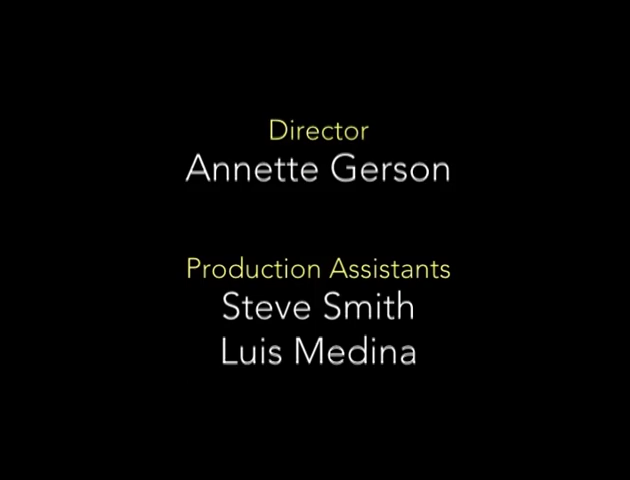 Director
Annette Gerson
Production Assistants
Steve Smith
Luis Medina